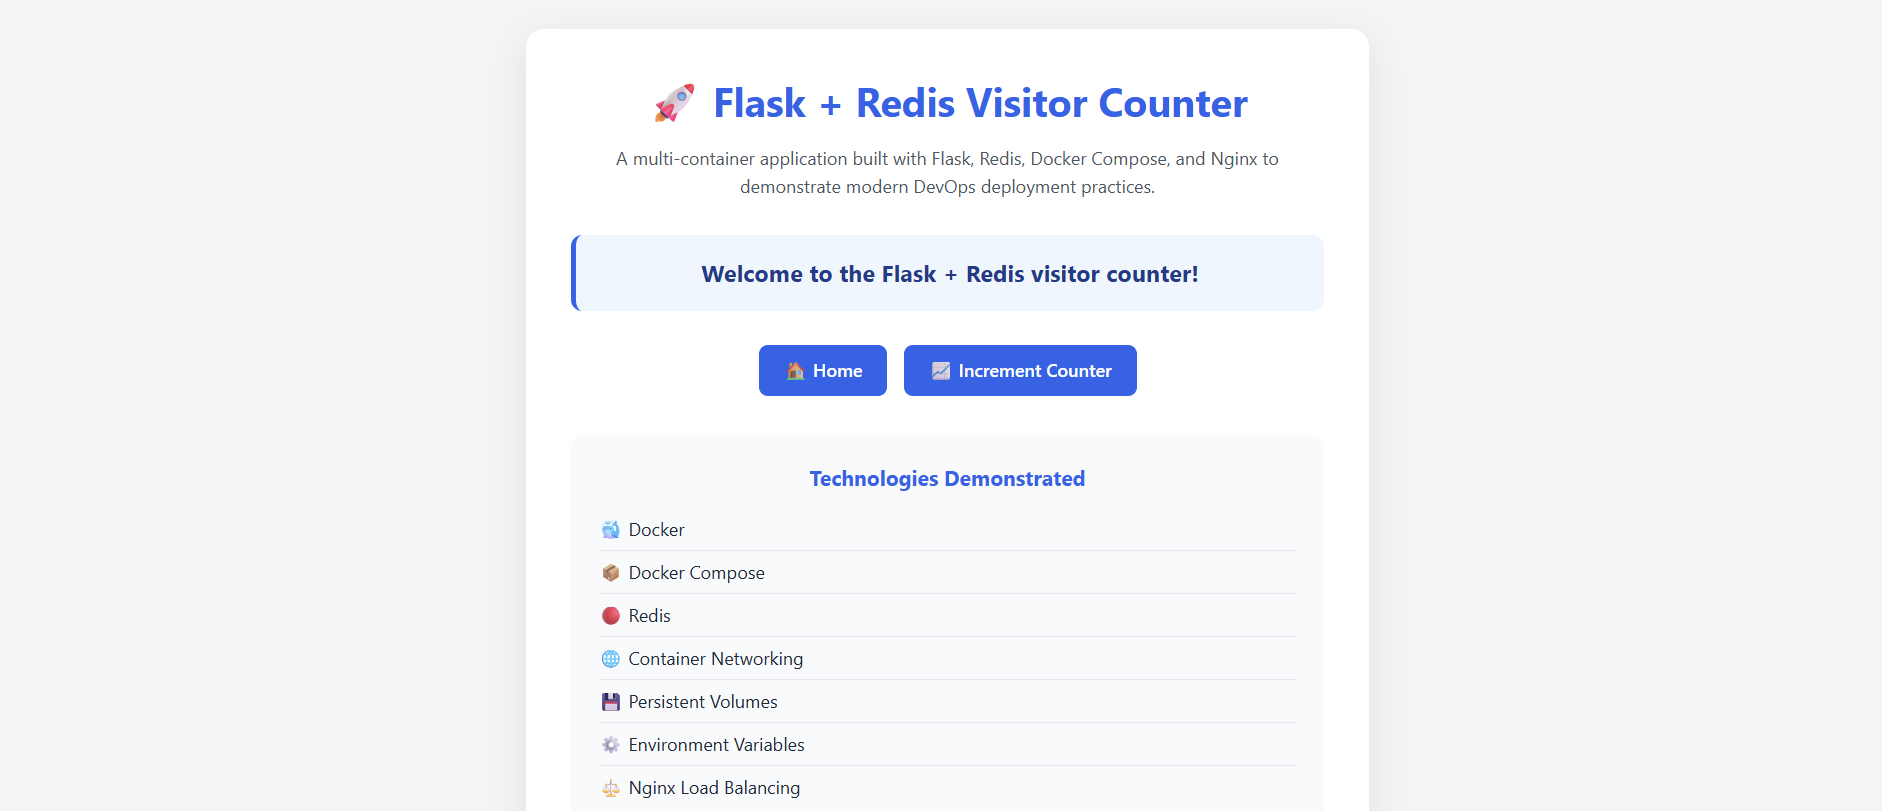 🚀 Flask + Redis Visitor Counter
A multi-container application built with Flask, Redis, Docker Compose, and Nginx to
demonstrate modern DevOps deployment practices.
Welcome to the Flask + Redis visitor counter!
🏠 Home
📈 Increment Counter
Technologies Demonstrated
🐳 Docker
📦 Docker Compose
🔴 Redis
🌐 Container Networking
💾 Persistent Volumes
⚙️ Environment Variables
⚖️ Nginx Load Balancing